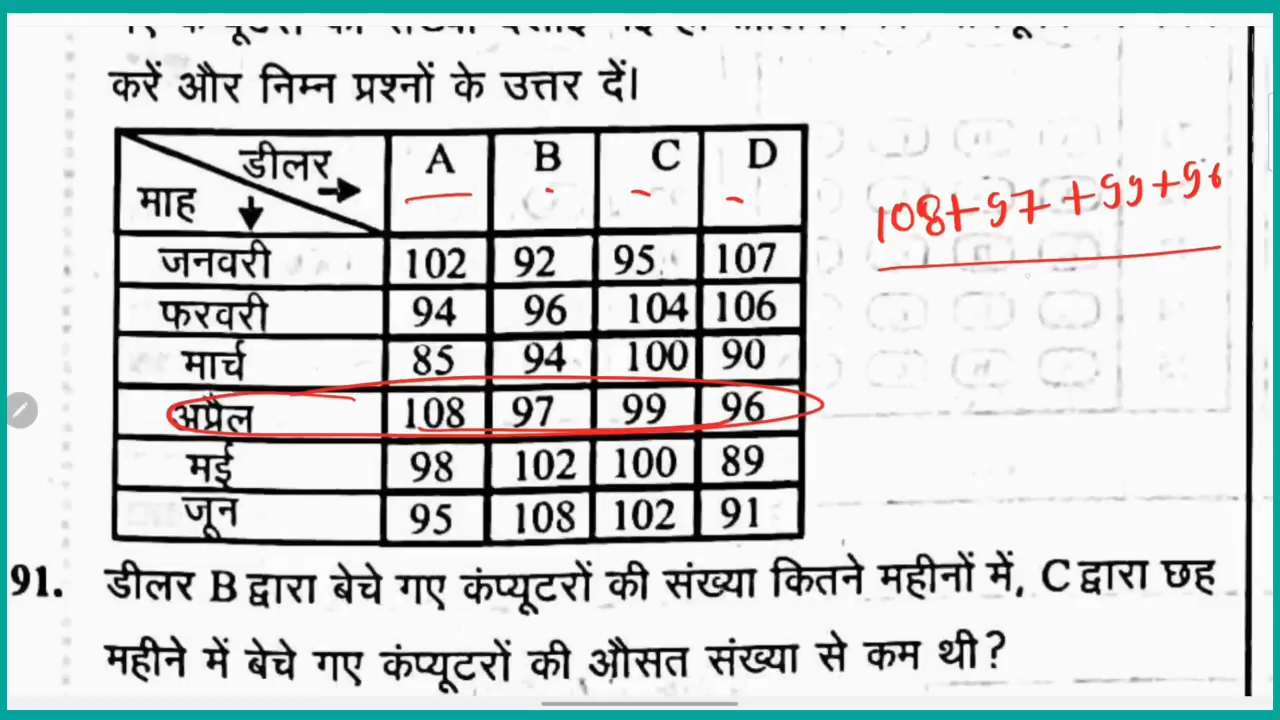 करें और निम्न प्रश्नों के उत्तर दें।
डीलर → A B C D
माह ↓
जनवरी 102 92 95 107
फरवरी 94 96 104 106
मार्च 85 94 100 90
अप्रैल 108 97 99 96
मई 98 102 100 89
जून 95 108 102 91
108+97+99+96
91. डीलर B द्वारा बेचे गए कंप्यूटरों की संख्या कितने महीनों में, C द्वारा छह
महीने में बेचे गए कंप्यूटरों की औसत संख्या से कम थी?